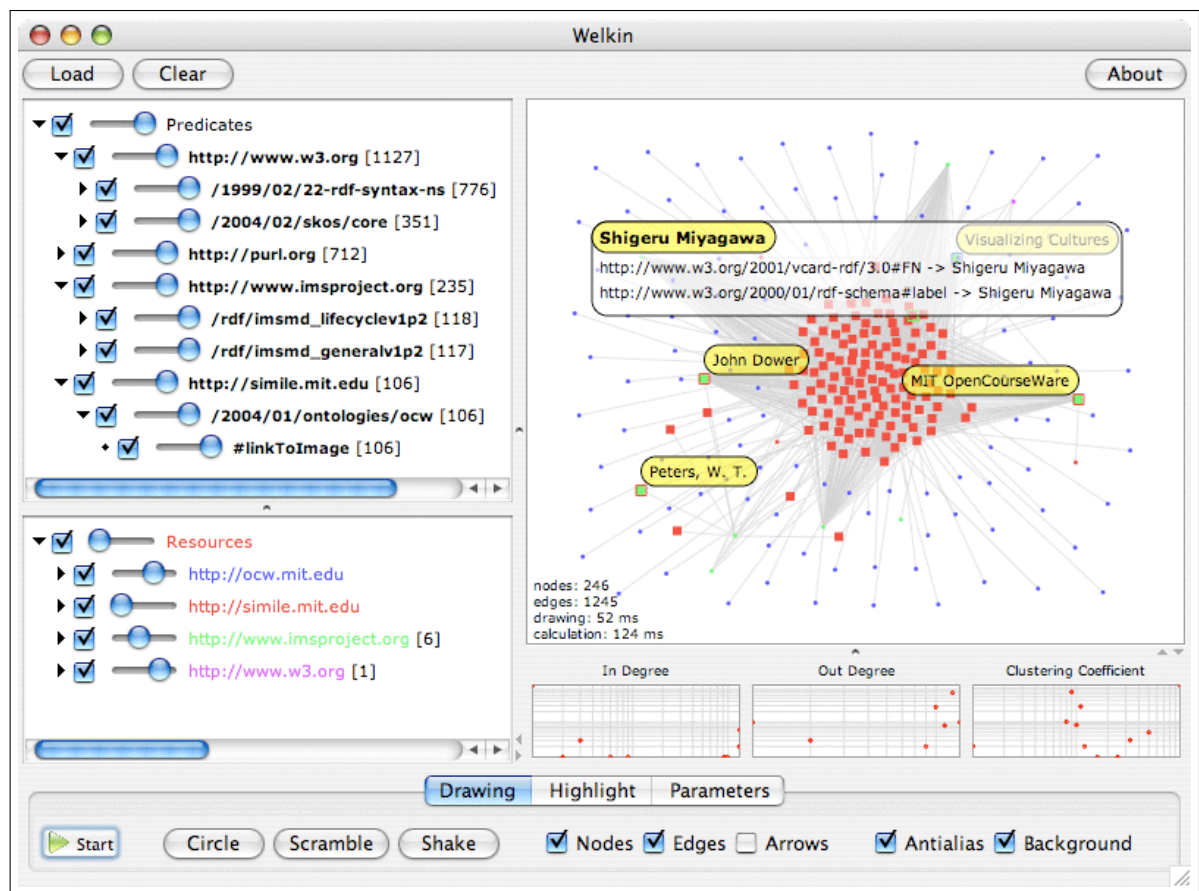 Welkin
Load Clear About
Predicates
http://www.w3.org [1127]
/1999/02/22-rdf-syntax-ns [776]
/2004/02/skos/core [351]
http://purl.org [712]
http://www.imsproject.org [235]
/rdf/imsmd_lifecyclev1p2 [118]
/rdf/imsmd_generalv1p2 [117]
http://simile.mit.edu [106]
/2004/01/ontologies/ocw [106]
#linkToImage [106]
Resources
http://ocw.mit.edu
http://simile.mit.edu
http://www.imsproject.org [6]
http://www.w3.org [1]
Shigeru Miyagawa
Visualizing Cultures
http://www.w3.org/2001/vcard-rdf/3.0#FN -> Shigeru Miyagawa
http://www.w3.org/2000/01/rdf-schema#label -> Shigeru Miyagawa
John Dower
MIT OpenCourseWare
Peters, W. T.
nodes: 246
edges: 1245
drawing: 52 ms
calculation: 124 ms
In Degree Out Degree Clustering Coefficient
Drawing Highlight Parameters
Start Circle Scramble Shake Nodes Edges Arrows Antialias Background